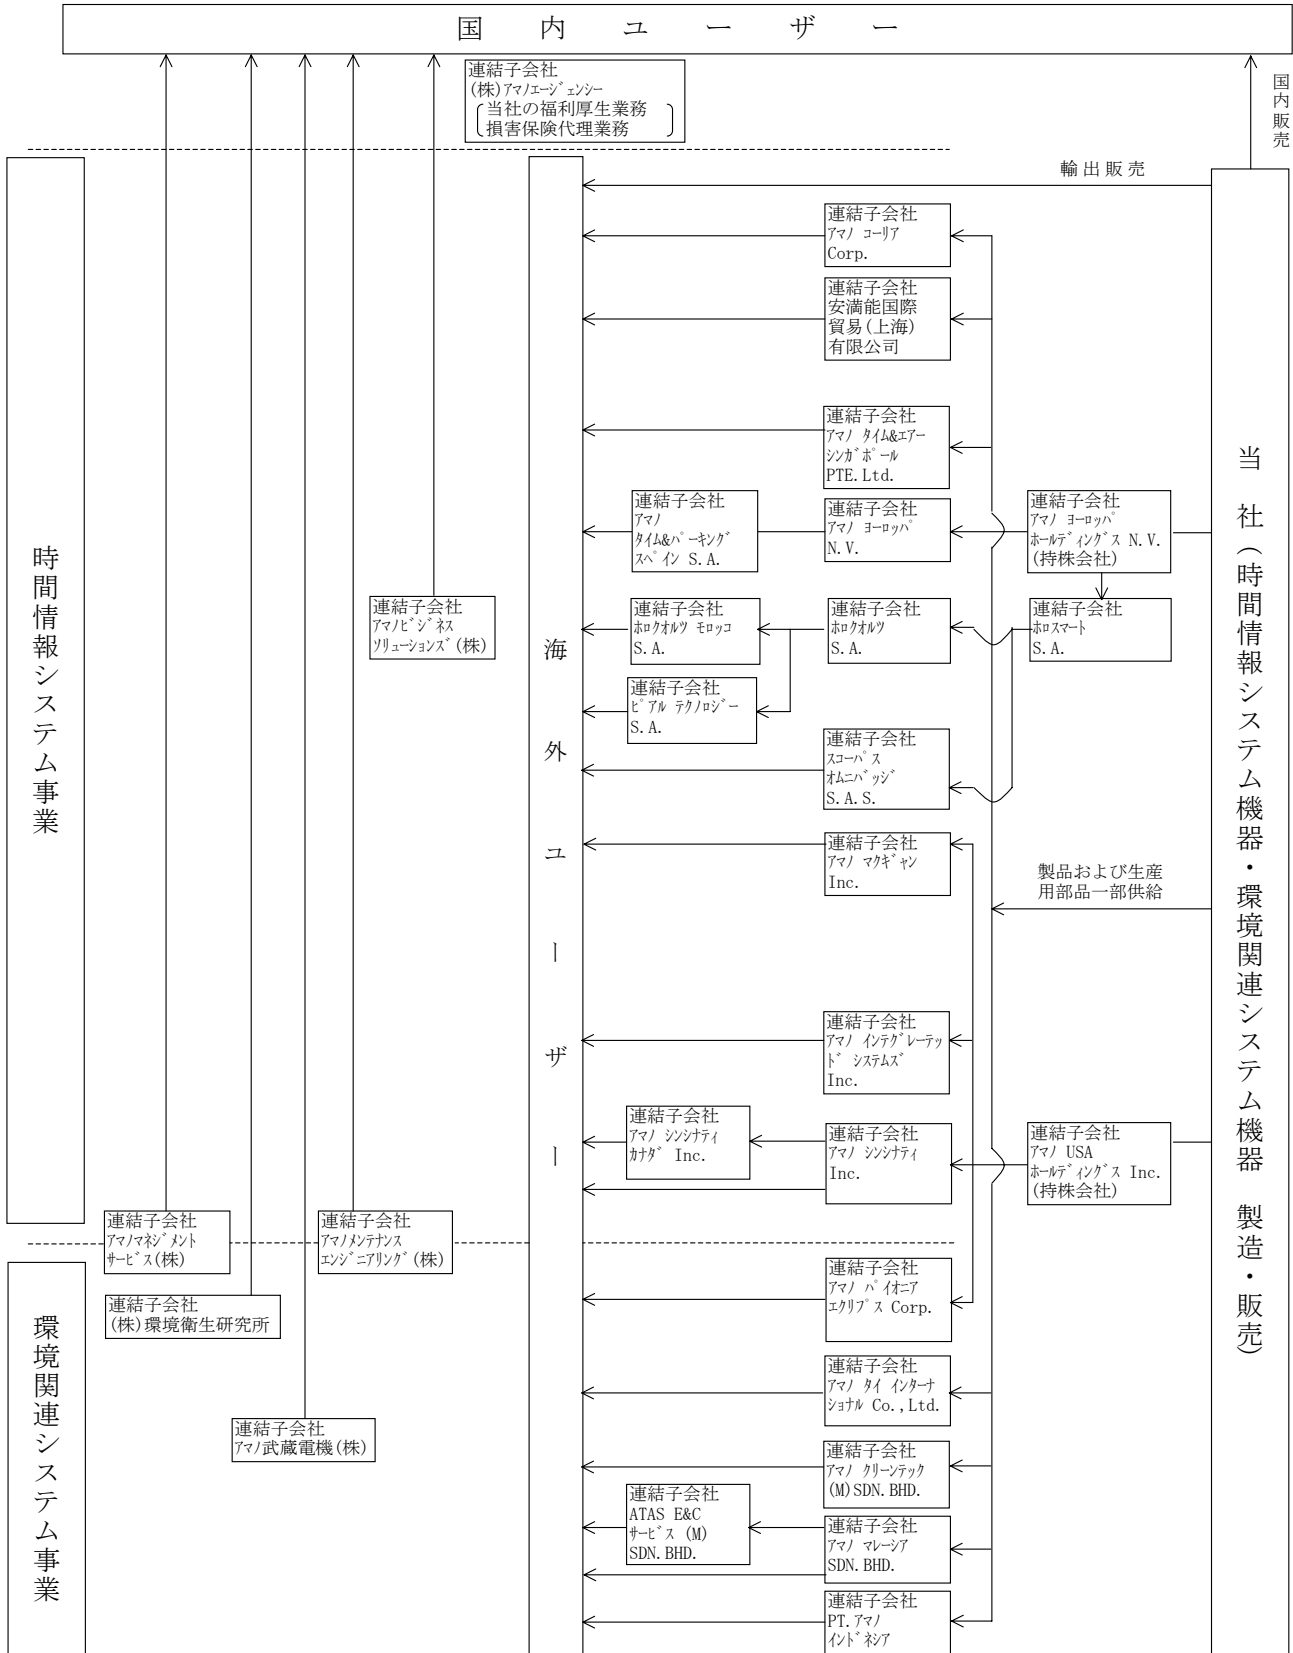 国内ユーザー
連結子会社
(株)アマノエージェンシー
当社の福利厚生業務
損害保険代理業務
国内販売
輸出販売
時間情報システム事業
環境関連システム事業
海外ユーザー
当社(時間情報システム機器・環境関連システム機器 製造・販売)
連結子会社
アマノ コーリア
Corp.
連結子会社
安満能国際
貿易(上海)
有限公司
連結子会社
アマノ タイム&エアー
シンガポール
PTE.Ltd.
連結子会社
アマノ
タイム&パーキング
スペイン S.A.
連結子会社
アマノ ヨーロッパ
N.V.
連結子会社
アマノ ヨーロッパ
ホールディングス N.V.
(持株会社)
連結子会社
アマノビジネス
ソリューションズ(株)
連結子会社
ホロクオルツ モロッコ
S.A.
連結子会社
ホロクオルツ
S.A.
連結子会社
ホロスマート
S.A.
連結子会社
ピアル テクノロジー
S.A.
連結子会社
スコーパス
オムニバッジ
S.A.S.
連結子会社
アマノ マクギャン
Inc.
製品および生産
用部品一部供給
連結子会社
アマノ インテグレーテッ
ド システムズ
Inc.
連結子会社
アマノ シンシナティ
カナダ Inc.
連結子会社
アマノ シンシナティ
Inc.
連結子会社
アマノ USA
ホールディングス Inc.
(持株会社)
連結子会社
アマノマネジメント
サービス(株)
連結子会社
アマノメンテナンス
エンジニアリング(株)
連結子会社
(株)環境衛生研究所
連結子会社
アマノ パイオニア
エクリプス Corp.
連結子会社
アマノ タイ インターナ
ショナル Co.,Ltd.
連結子会社
アマノ武蔵電機(株)
連結子会社
アマノ クリーンテック
(M)SDN.BHD.
連結子会社
ATAS E&C
サービス (M)
SDN.BHD.
連結子会社
アマノ マレーシア
SDN.BHD.
連結子会社
PT.アマノ
インドネシア